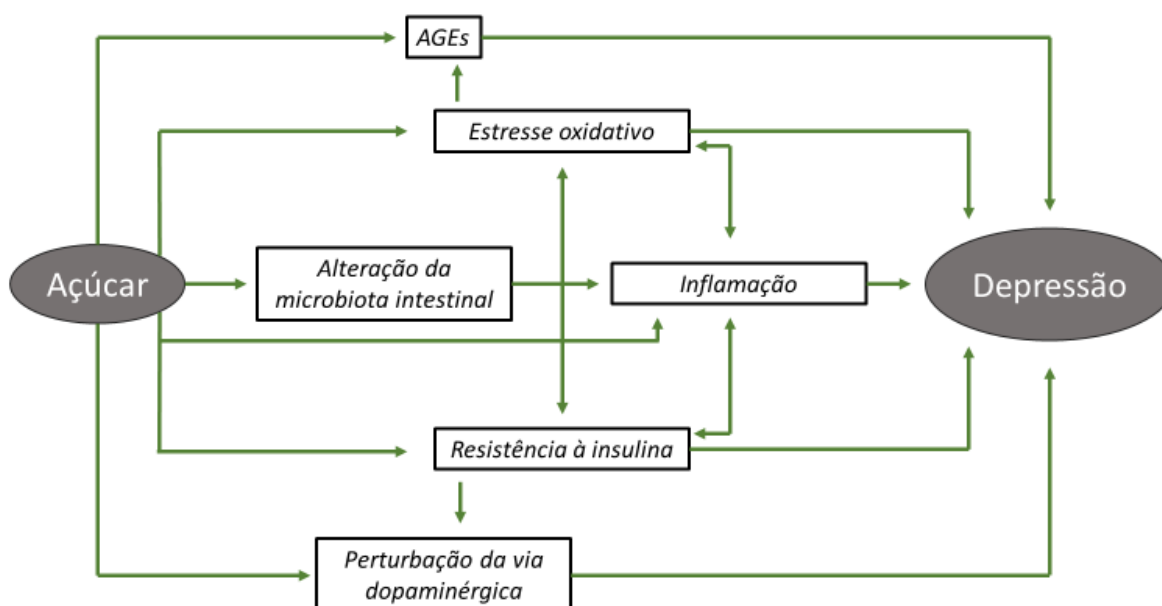 AGEs
Estresse oxidativo
Açúcar
Alteração da
microbiota intestinal
Inflamação
Depressão
Resistência à insulina
Perturbação da via
dopaminérgica